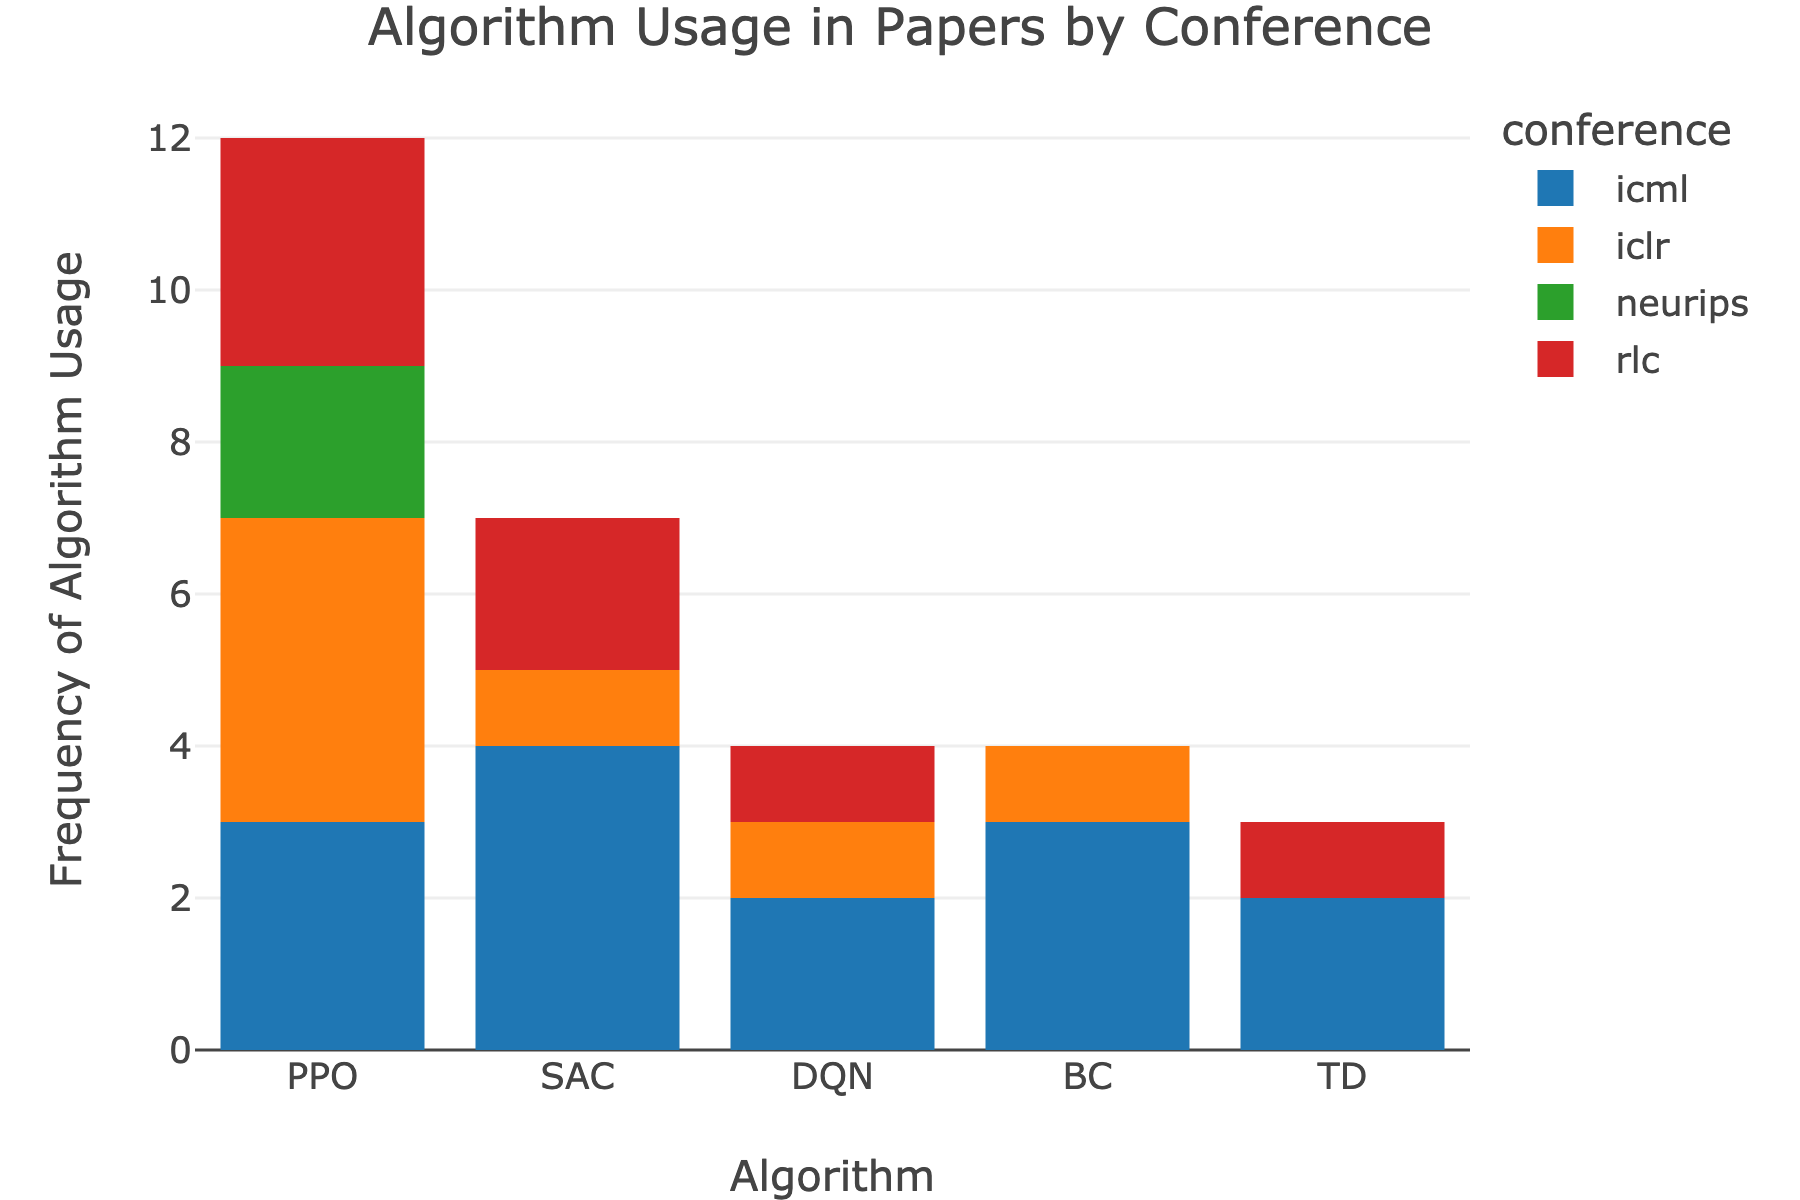 Algorithm Usage in Papers by Conference
Frequency of Algorithm Usage
12
10
8
6
4
2
0
PPO
SAC
DQN
BC
TD
Algorithm
conference
icml
iclr
neurips
rlc